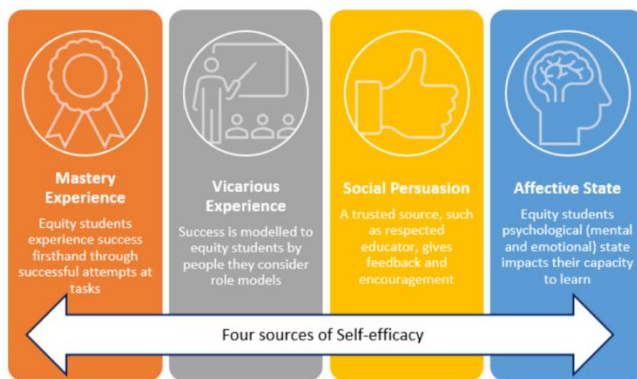 Mastery
Experience
Equity students
experience success
firsthand through
successful attempts at
tasks
Vicarious
Experience
Success is modelled to
equity students by
people they consider
role models
Social Persuasion
A trusted source, such
as respected
educator, gives
feedback and
encouragement
Affective State
Equity students
psychological (mental
and emotional) state
impacts their capacity
to learn
Four sources of Self-efficacy